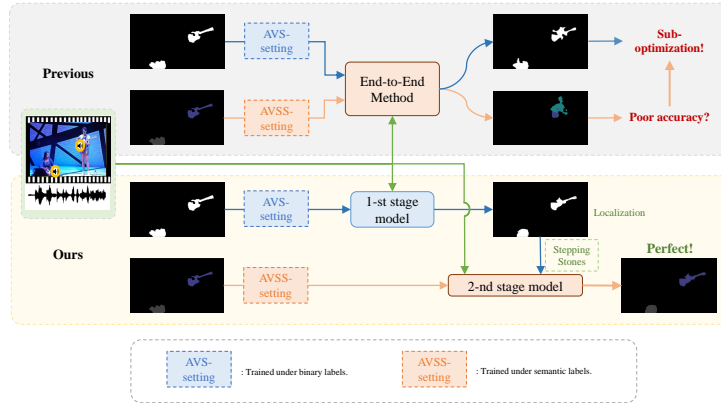 Previous
AVS-
setting
AVSS-
setting
End-to-End
Method
Sub-
optimization!
Poor accuracy?
Ours
AVS-
setting
1-st stage
model
Localization
Stepping
Stones
Perfect!
AVSS-
setting
2-nd stage model
AVS-
setting
: Trained under binary labels.
AVSS-
setting
: Trained under semantic labels.